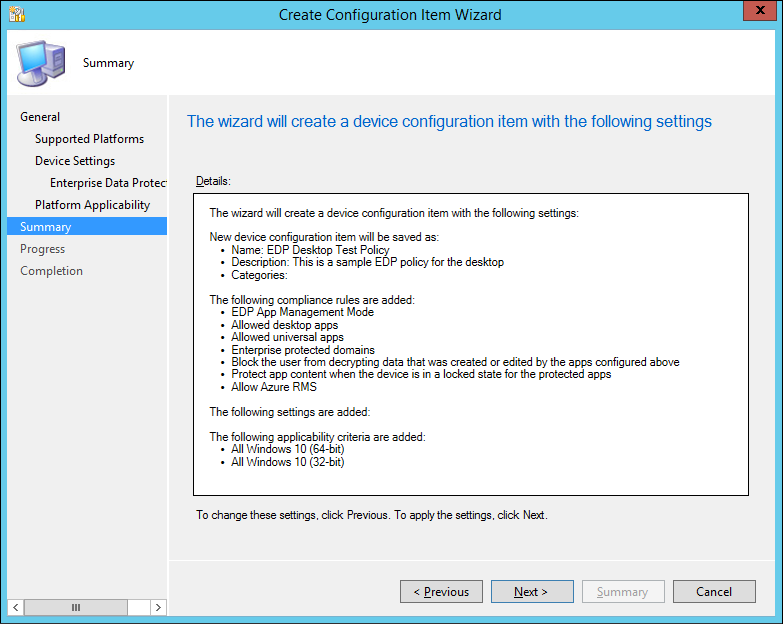 Create Configuration Item Wizard
x
Summary
General
Supported Platforms
Device Settings
Enterprise Data Protec
Platform Applicability
Summary
Progress
Completion
The wizard will create a device configuration item with the following settings
Details:
The wizard will create a device configuration item with the following settings:
New device configuration item will be saved as:
• Name: EDP Desktop Test Policy
• Description: This is a sample EDP policy for the desktop
• Categories:
The following compliance rules are added:
• EDP App Management Mode
• Allowed desktop apps
• Allowed universal apps
• Enterprise protected domains
• Block the user from decrypting data that was created or edited by the apps configured above
• Protect app content when the device is in a locked state for the protected apps
• Allow Azure RMS
The following settings are added:
The following applicability criteria are added:
• All Windows 10 (64-bit)
• All Windows 10 (32-bit)
To change these settings, click Previous. To apply the settings, click Next.
< Previous
Next >
Summary
Cancel